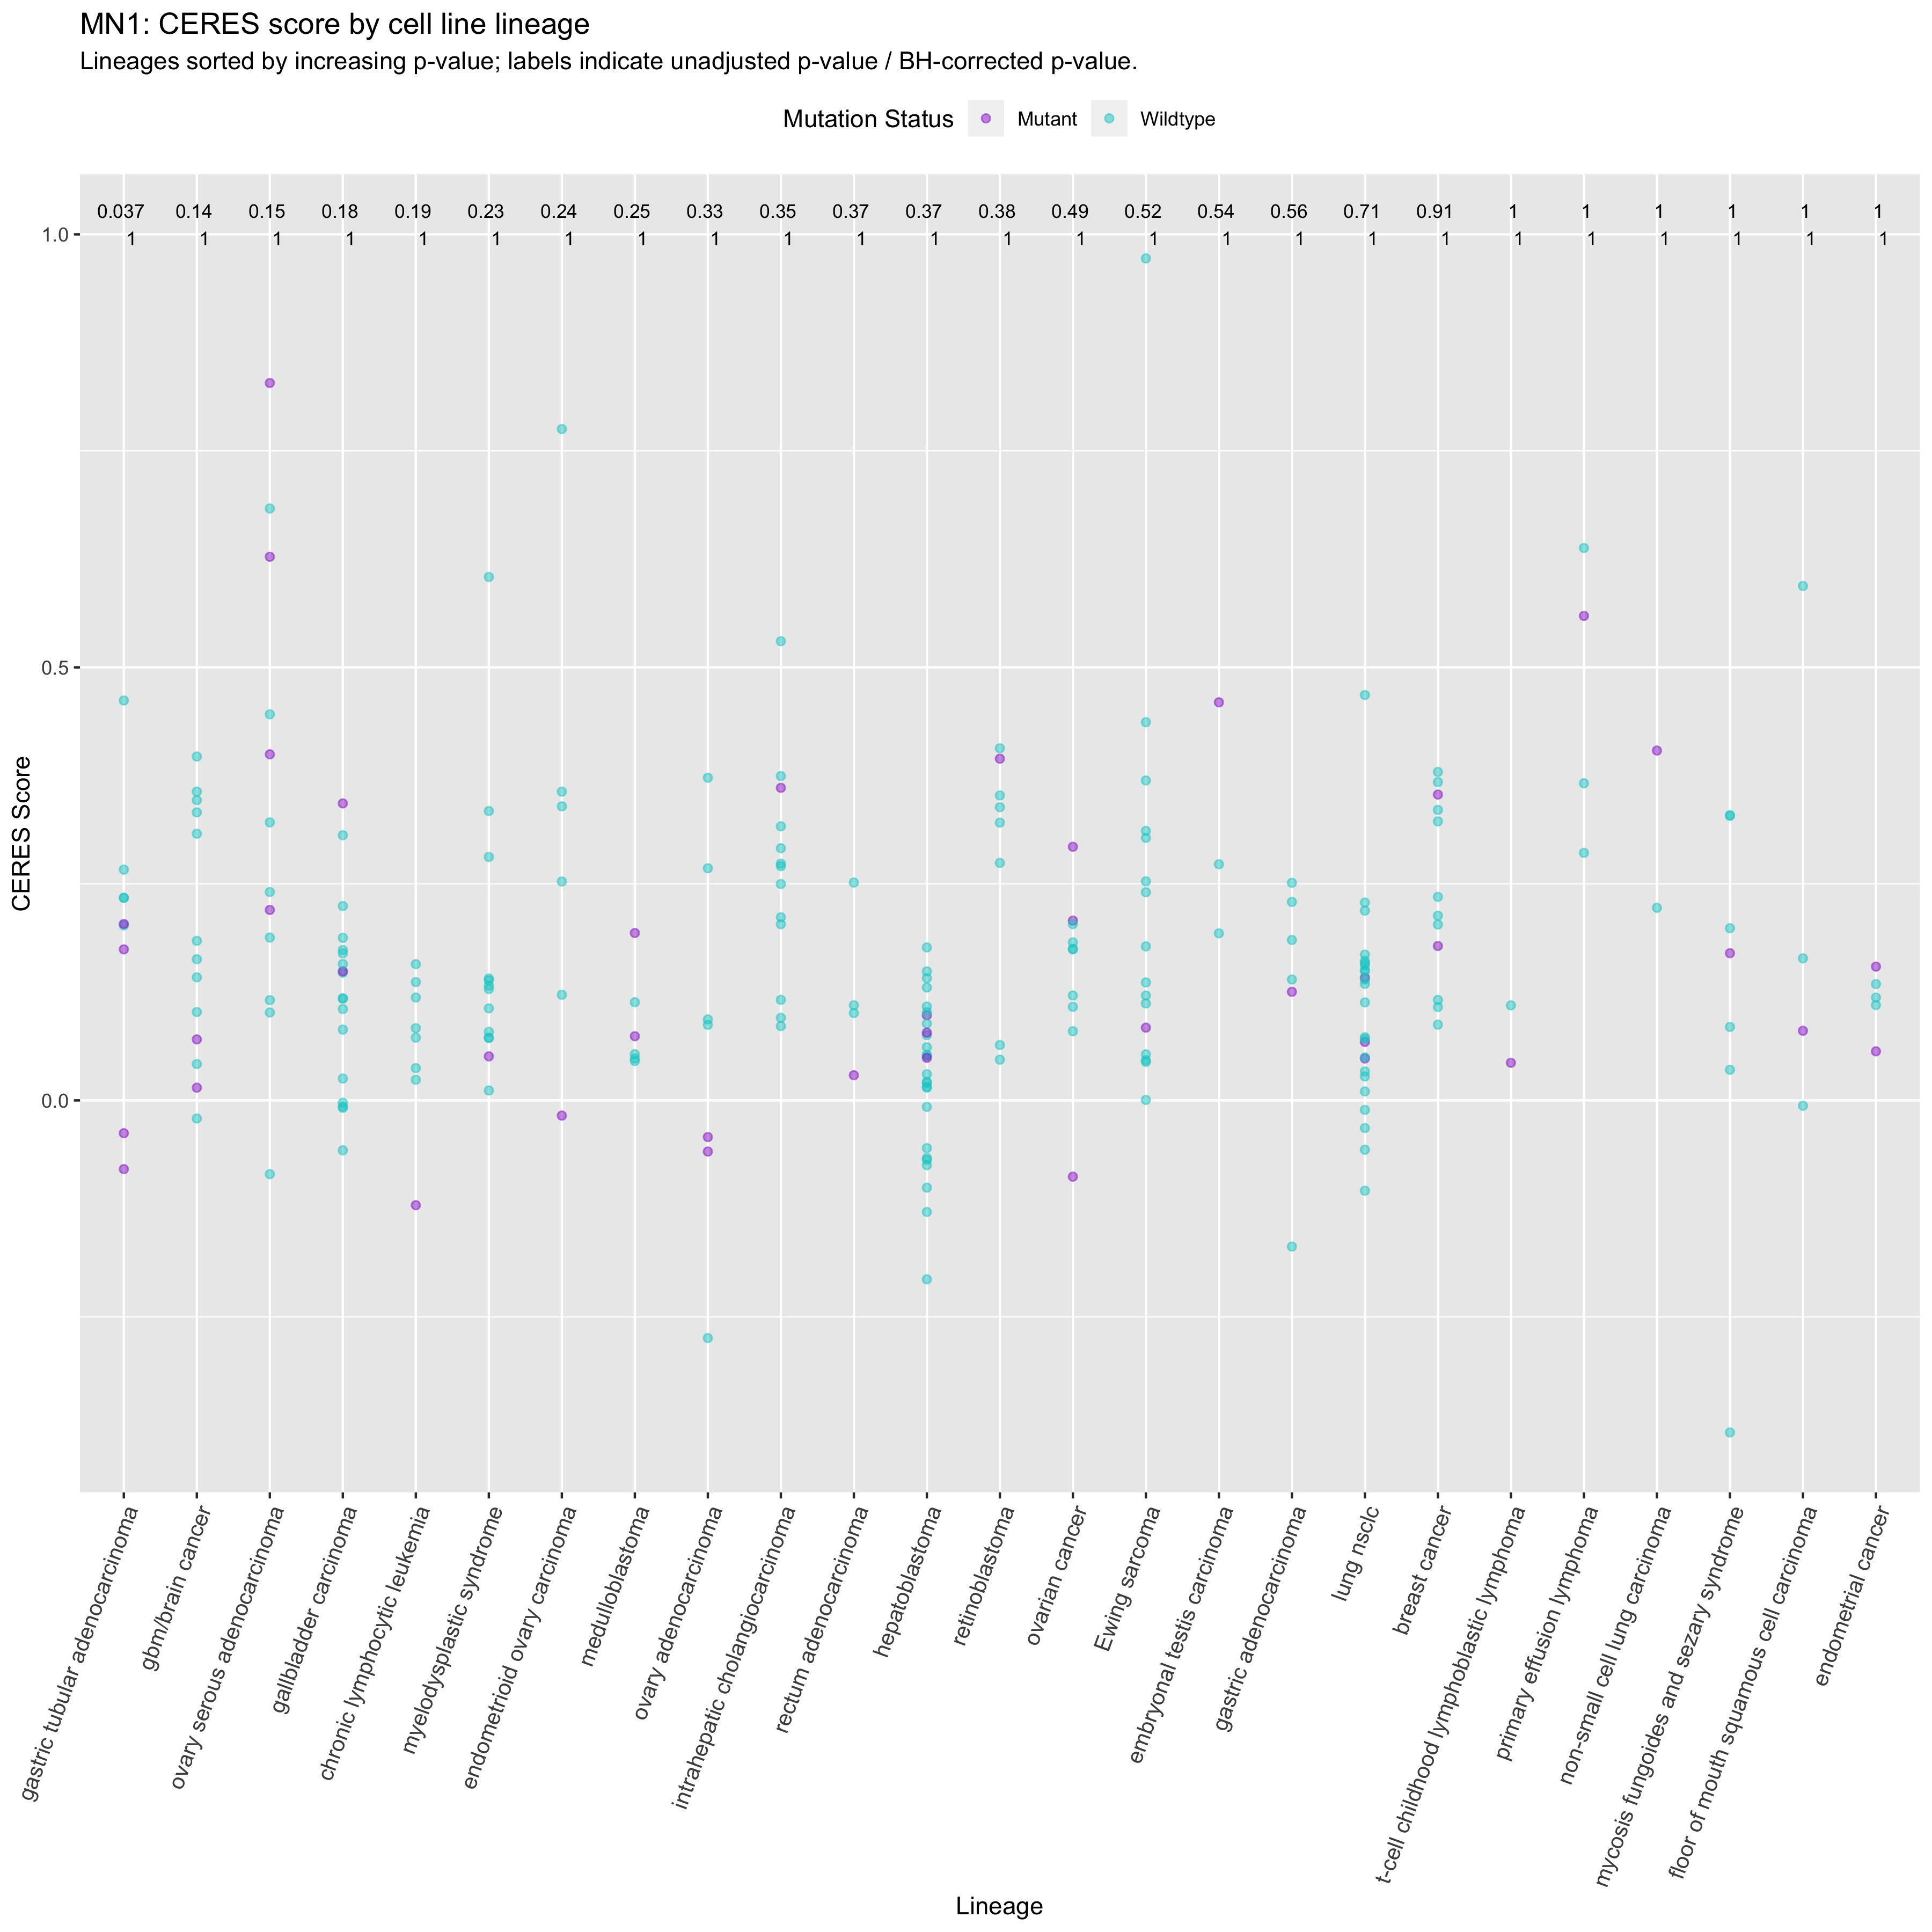 MN1: CERES score by cell line lineage
Lineages sorted by increasing p-value; labels indicate unadjusted p-value / BH-corrected p-value.
Mutation Status Mutant Wildtype
0.037 0.14 0.15 0.18 0.19 0.23 0.24 0.25 0.33 0.35 0.37 0.37 0.38 0.49 0.52 0.54 0.56 0.71 0.91 1 1 1 1 1 1
1 1 1 1 1 1 1 1 1 1 1 1 1 1 1 1 1 1 1 1 1 1 1 1 1
1.0
0.5
0.0
CERES Score
gastric tubular adenocarcinoma
gbm/brain cancer
ovary serous adenocarcinoma
gallbladder carcinoma
chronic lymphocytic leukemia
myelodysplastic syndrome
endometrioid ovary carcinoma
medulloblastoma
ovary adenocarcinoma
intrahepatic cholangiocarcinoma
rectum adenocarcinoma
hepatoblastoma
retinoblastoma
ovarian cancer
Ewing sarcoma
embryonal testis carcinoma
gastric adenocarcinoma
lung nsclc
breast cancer
t-cell childhood lymphoblastic lymphoma
primary effusion lymphoma
non-small cell lung carcinoma
mycosis fungoides and sezary syndrome
floor of mouth squamous cell carcinoma
endometrial cancer
Lineage